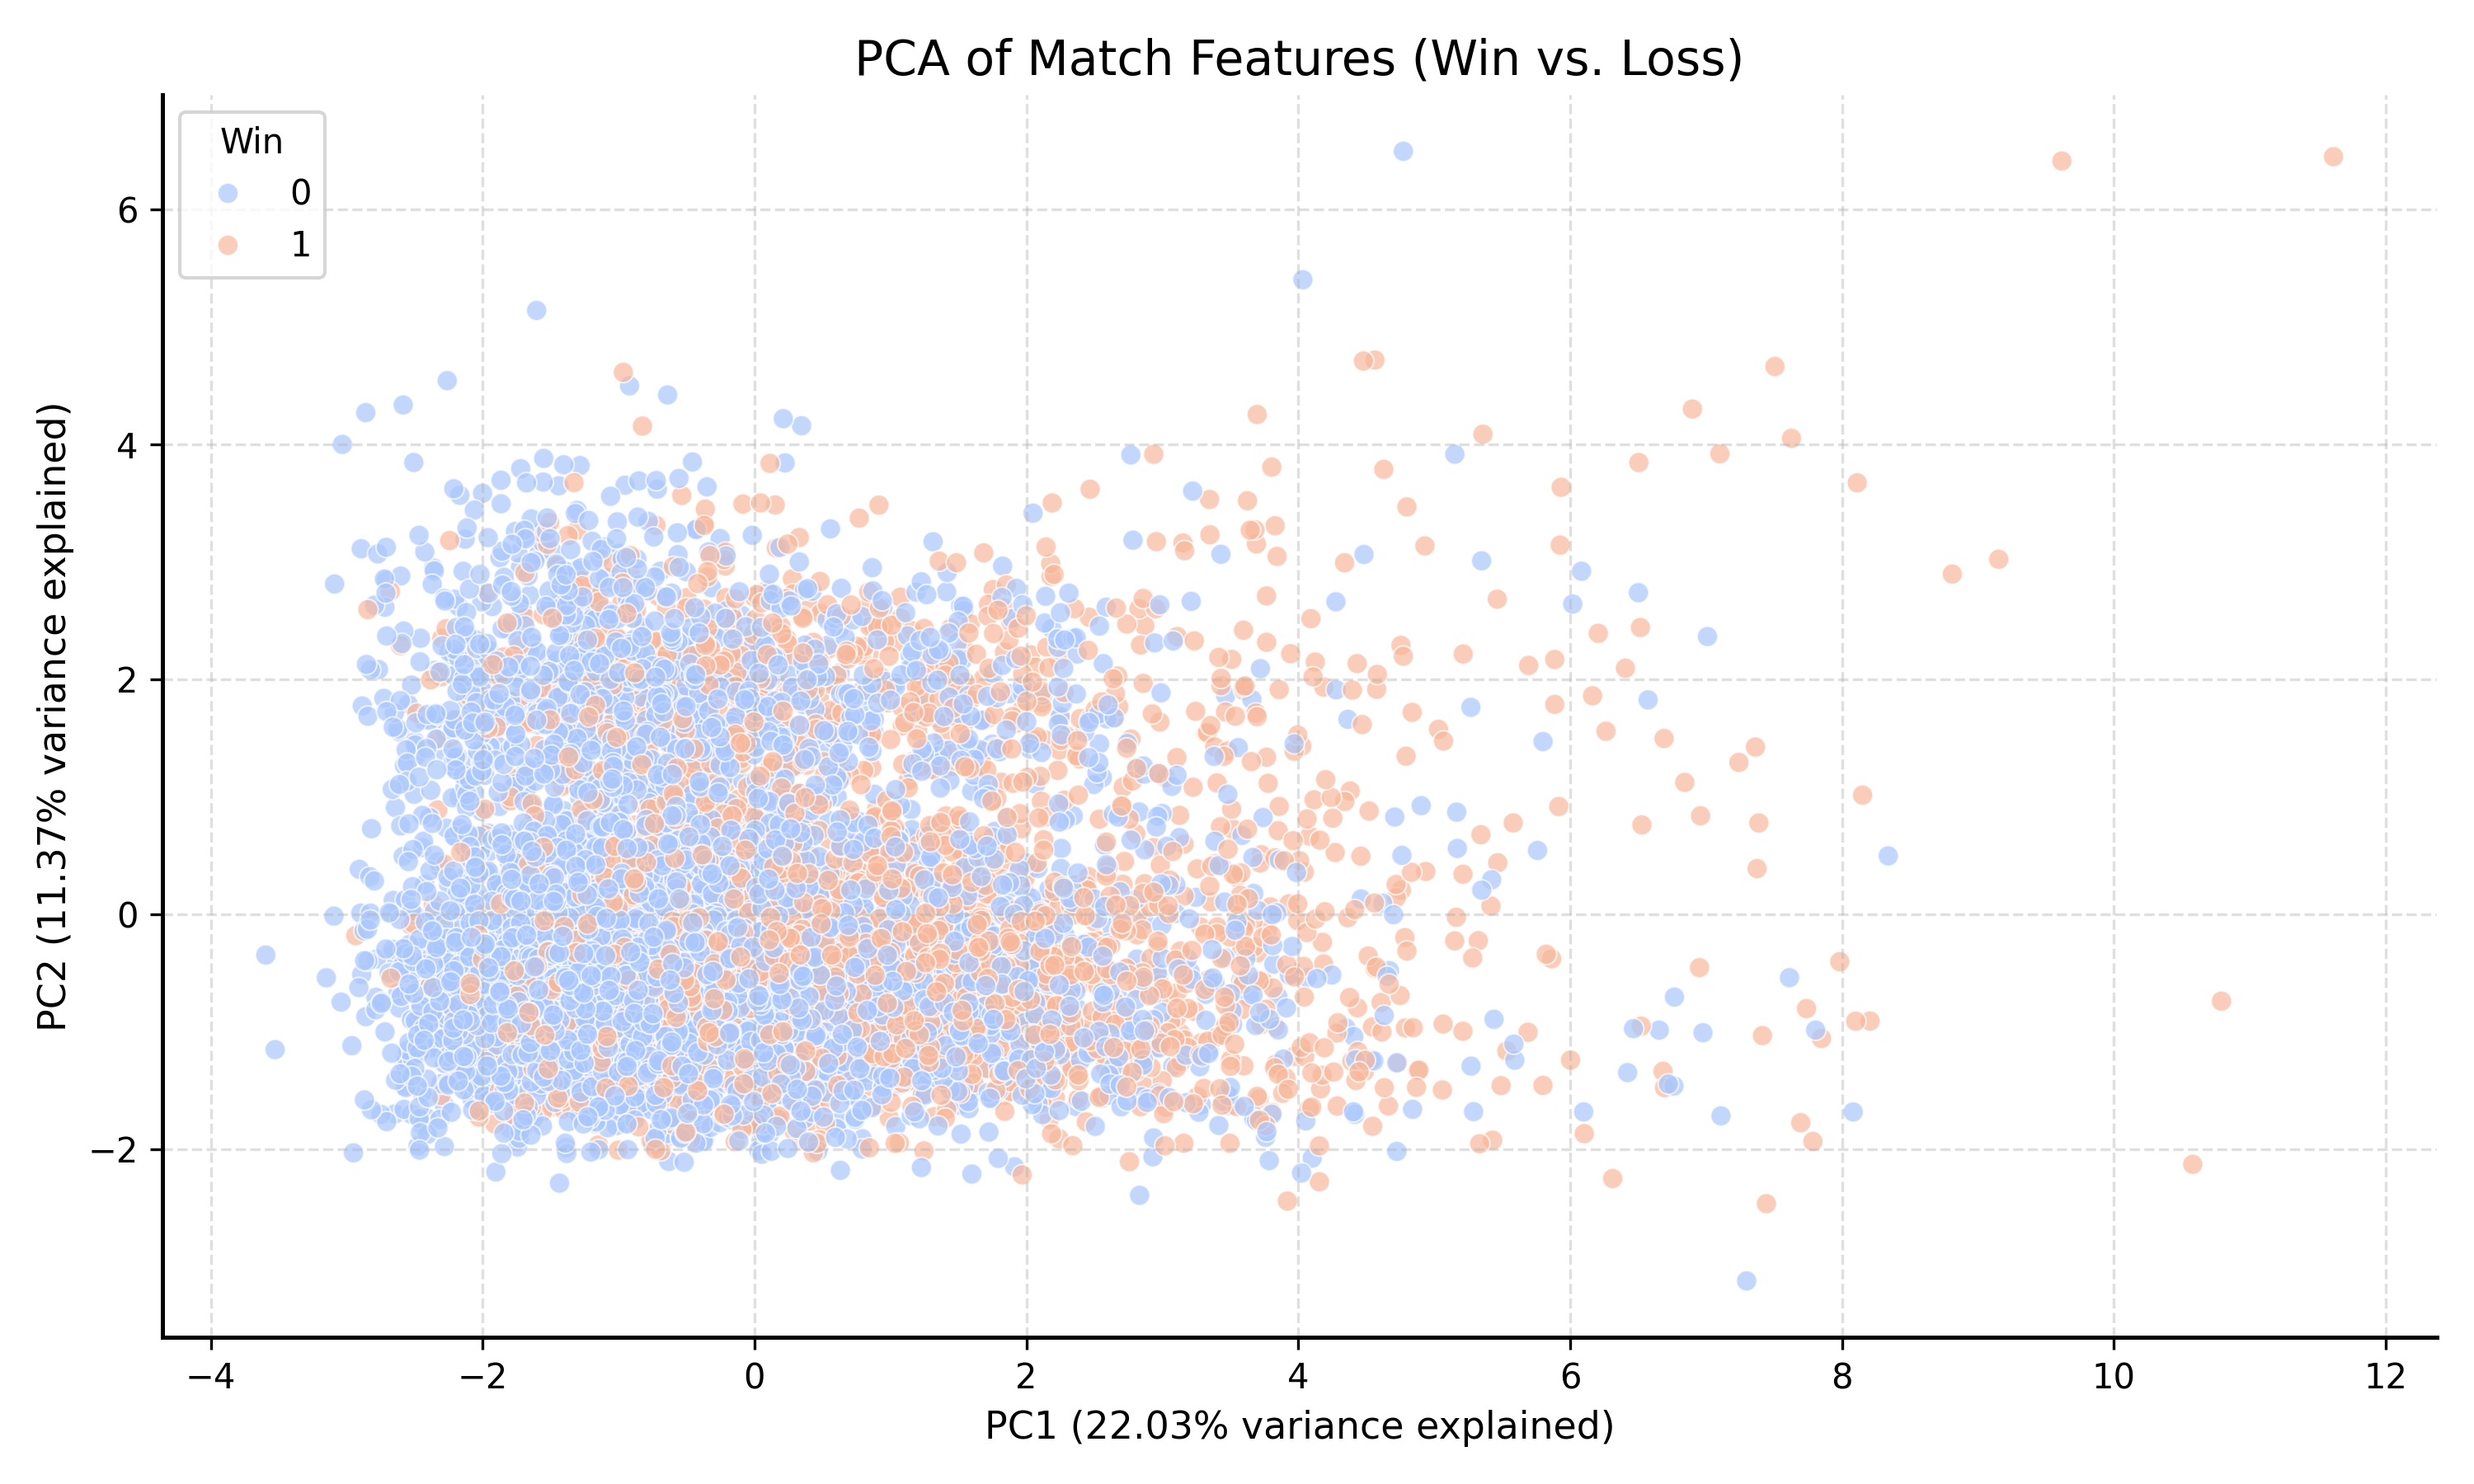 PCA of Match Features (Win vs. Loss)
Win
0
1
6
4
2
0
−2
PC2 (11.37% variance explained)
−4 −2 0 2 4 6 8 10 12
PC1 (22.03% variance explained)